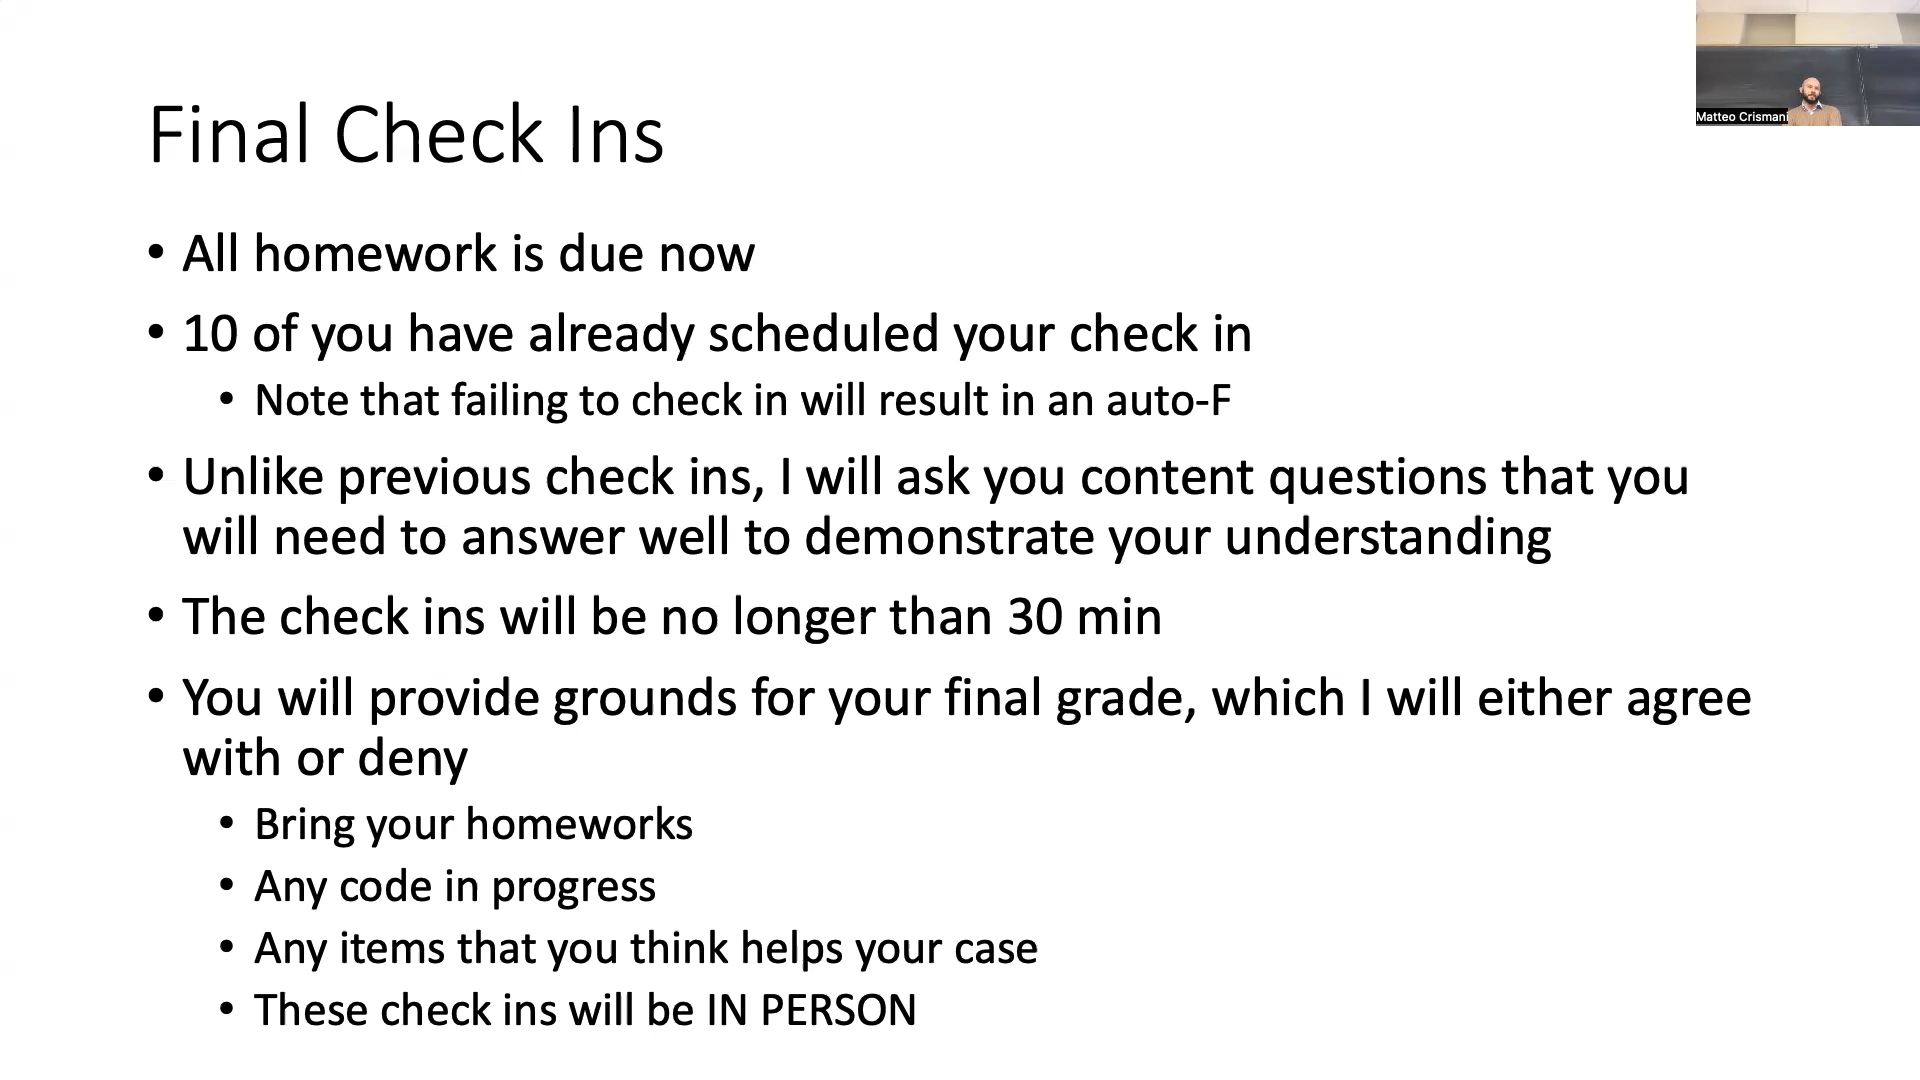 Matteo Crismani
Final Check Ins
• All homework is due now
• 10 of you have already scheduled your check in
• Note that failing to check in will result in an auto-F
• Unlike previous check ins, I will ask you content questions that you
will need to answer well to demonstrate your understanding
• The check ins will be no longer than 30 min
• You will provide grounds for your final grade, which I will either agree
with or deny
• Bring your homeworks
• Any code in progress
• Any items that you think helps your case
• These check ins will be IN PERSON